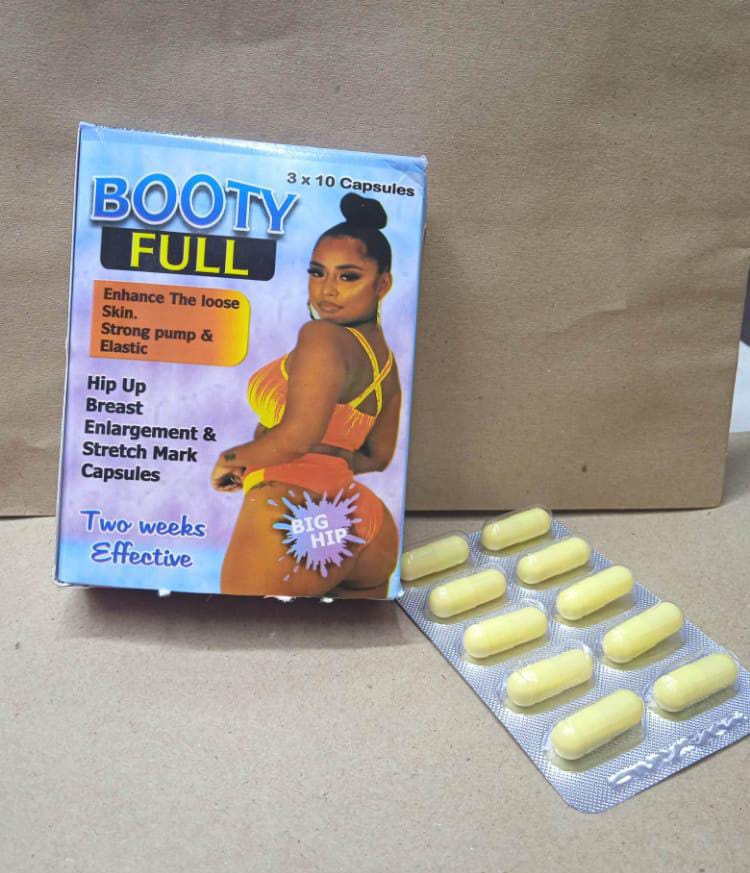 3 x 10 Capsules
BOOTY
FULL
Enhance The loose
Skin.
Strong pump &
Elastic
Hip Up
Breast
Enlargement &
Stretch Mark
Capsules
Two weeks
Effective
BIG
HIP